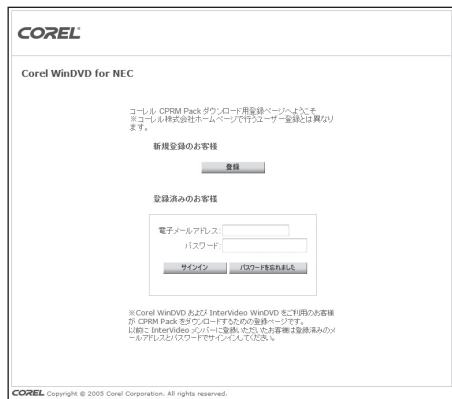 COREL
Corel WinDVD for NEC
コーレル CPRM Pack ダウンロード用登録ページへようこそ
※コーレル株式会社ホームページで行うユーザー登録とは異なり
ます。
新規登録のお客様
登録
登録済みのお客様
電子メールアドレス:
パスワード:
サインイン パスワードを忘れました
※Corel WinDVD および InterVideo WinDVD をご利用のお客様
が CPRM Pack をダウンロードするための登録ページです。
以前に InterVideo メンバーに登録いただいたお客様は登録済みのメ
ールアドレスとパスワードでサインインしてください。
COREL Copyright © 2005 Corel Corporation. All rights reserved.